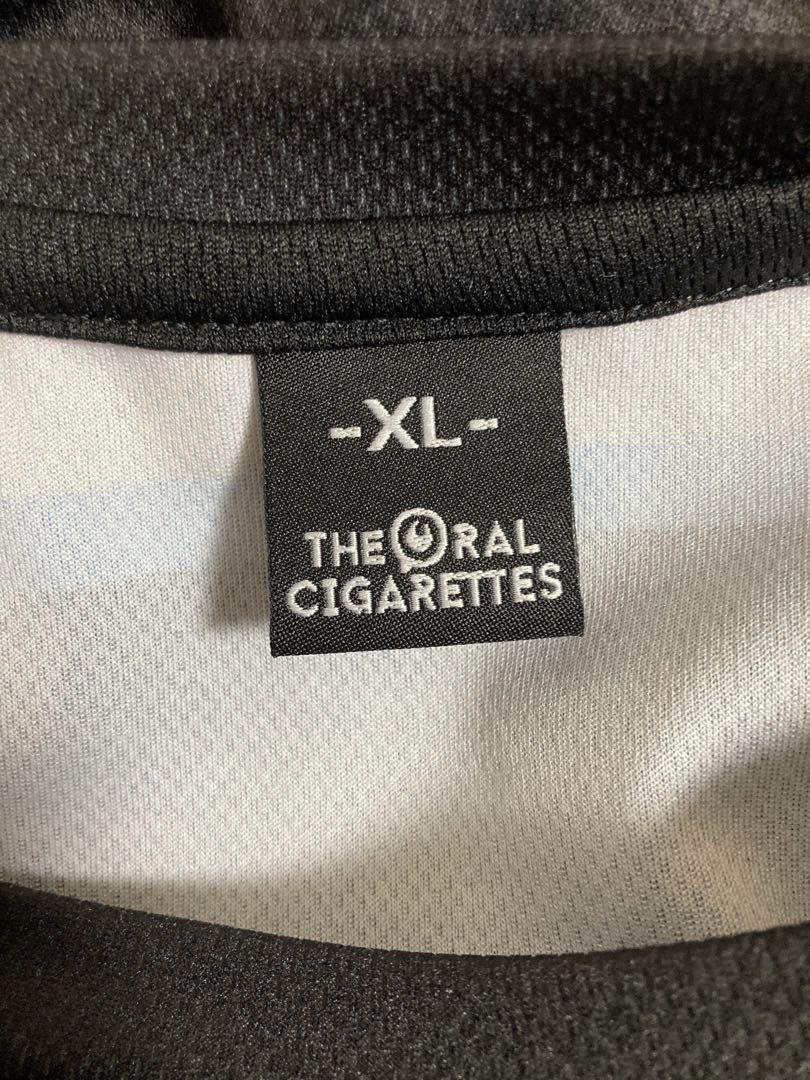 -XL-
THE ORAL
CIGARETTES